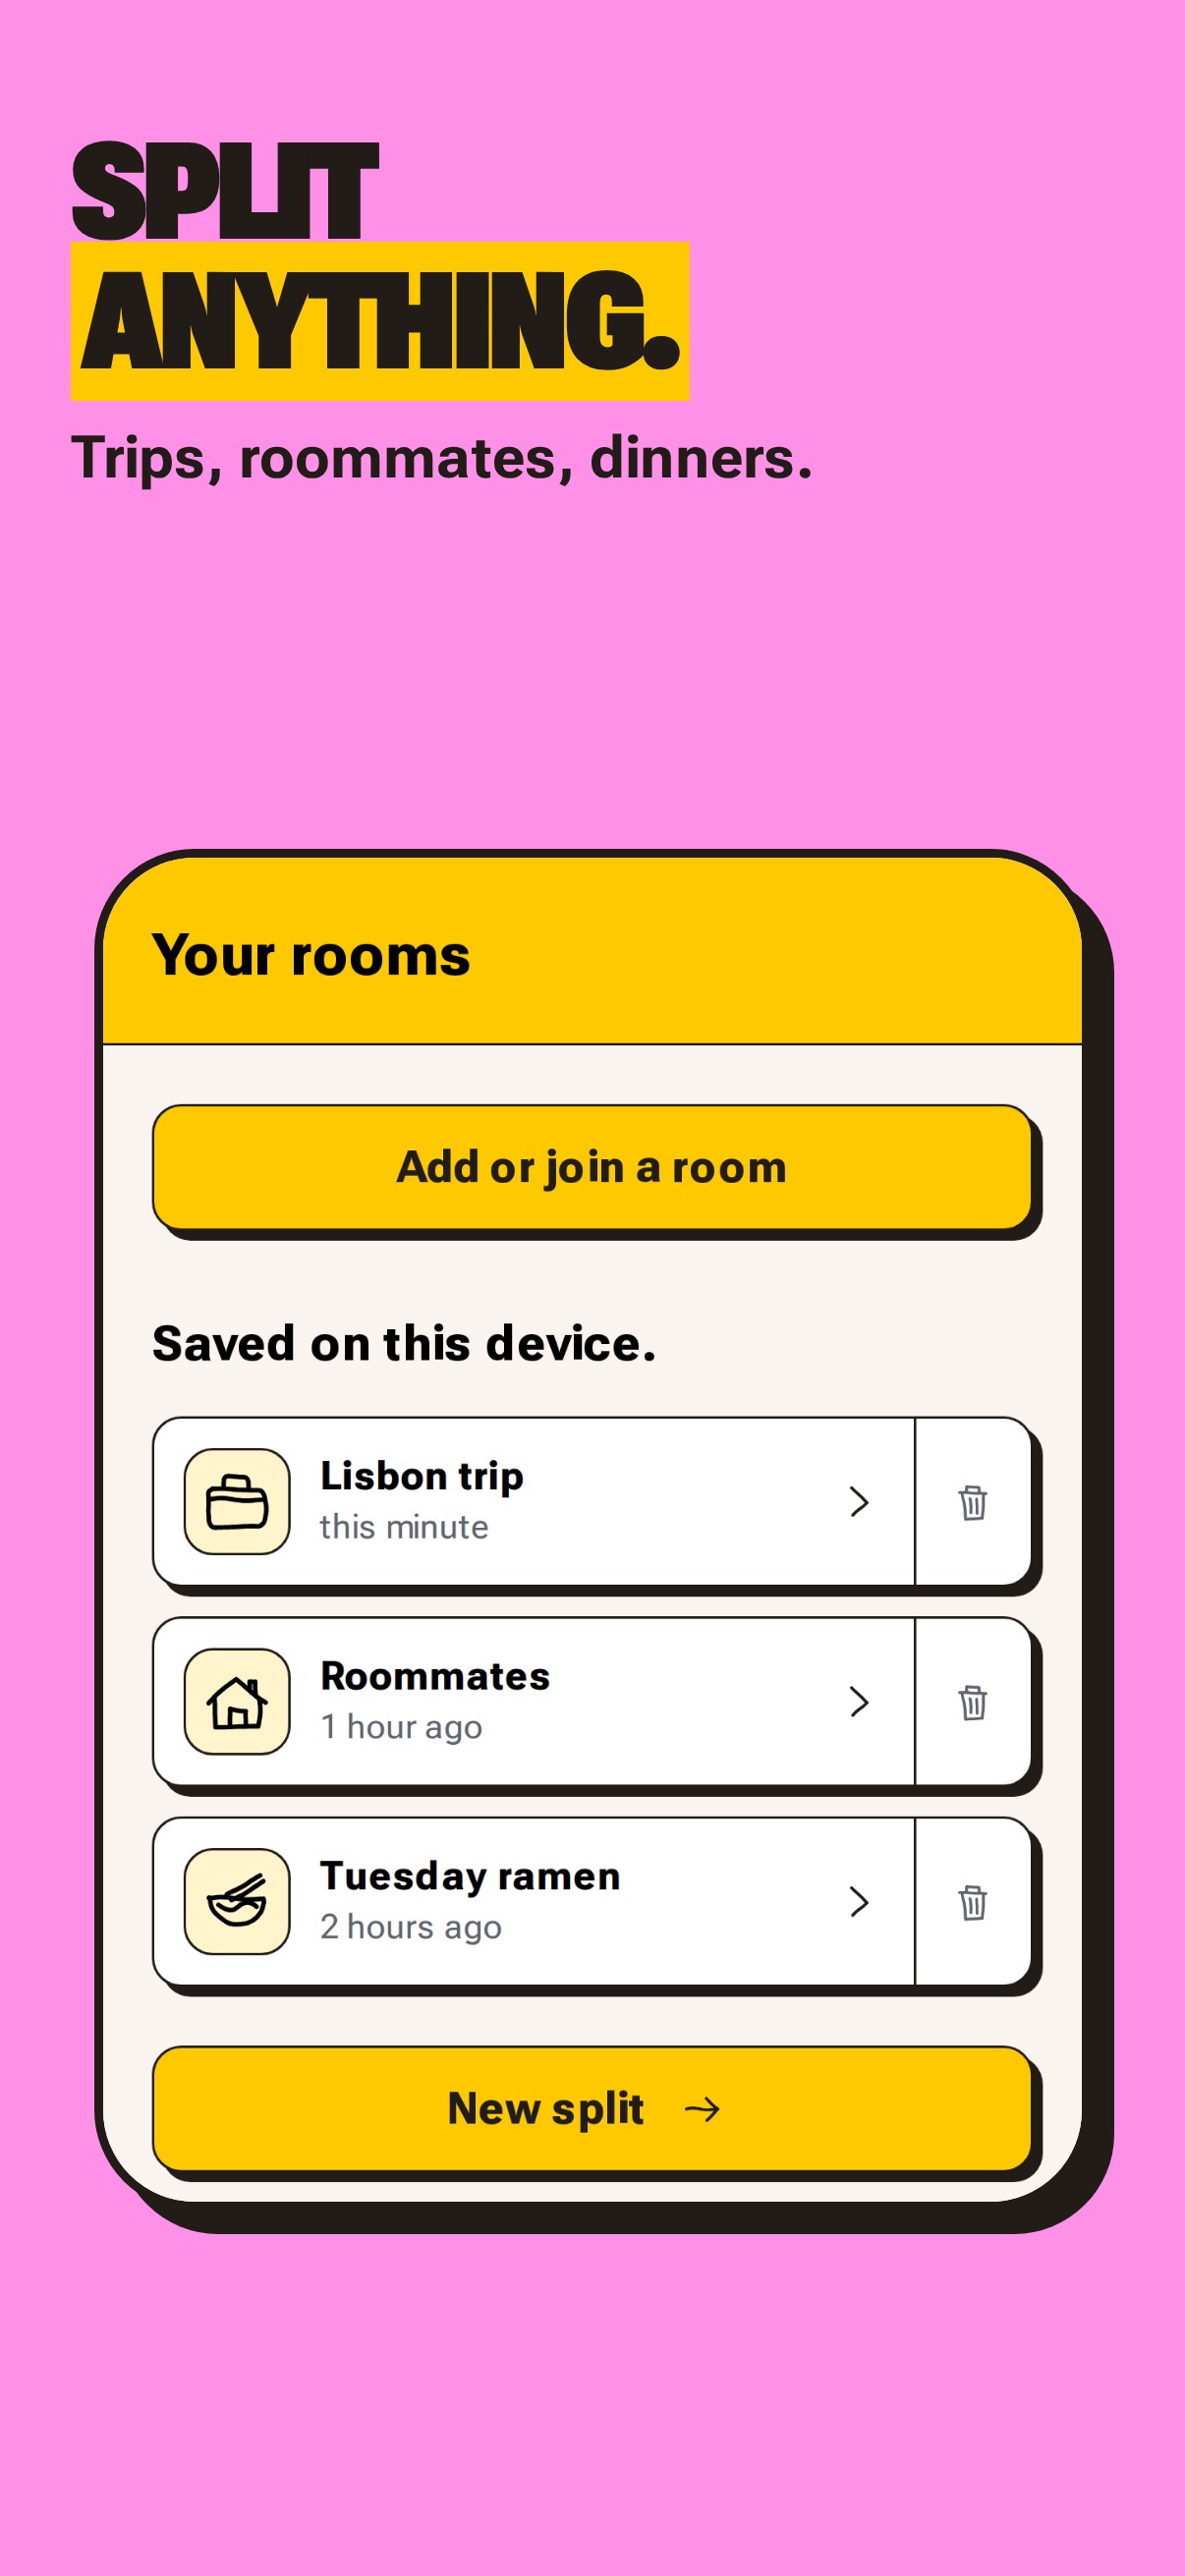 SPLIT
ANYTHING.
Trips, roommates, dinners.
Your rooms
Add or join a room
Saved on this device.
Lisbon trip
this minute
Roommates
1 hour ago
Tuesday ramen
2 hours ago
New split